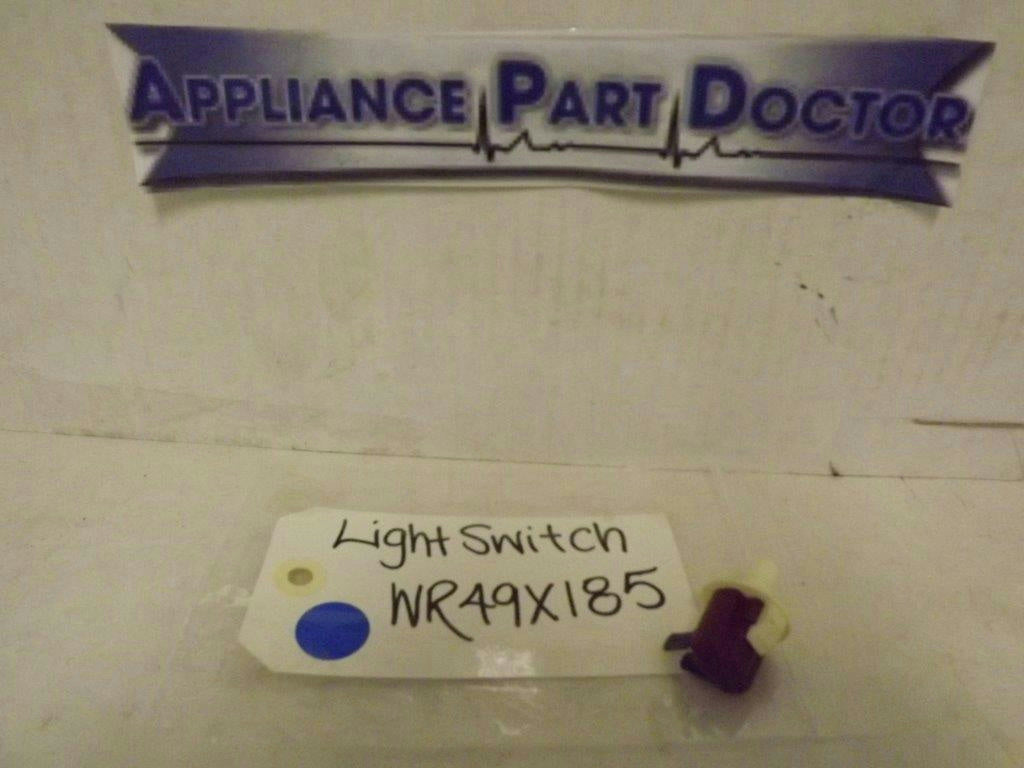 APPLIANCE PART DOCTOR
Light Switch
WR49X185